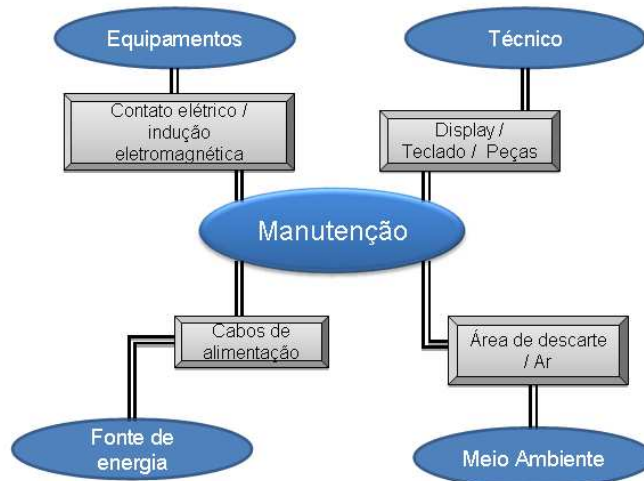 Equipamentos
Técnico
Contato elétrico /
indução
eletromagnética
Display /
Teclado / Peças
Manutenção
Cabos de
alimentação
Área de descarte
/ Ar
Fonte de
energia
Meio Ambiente